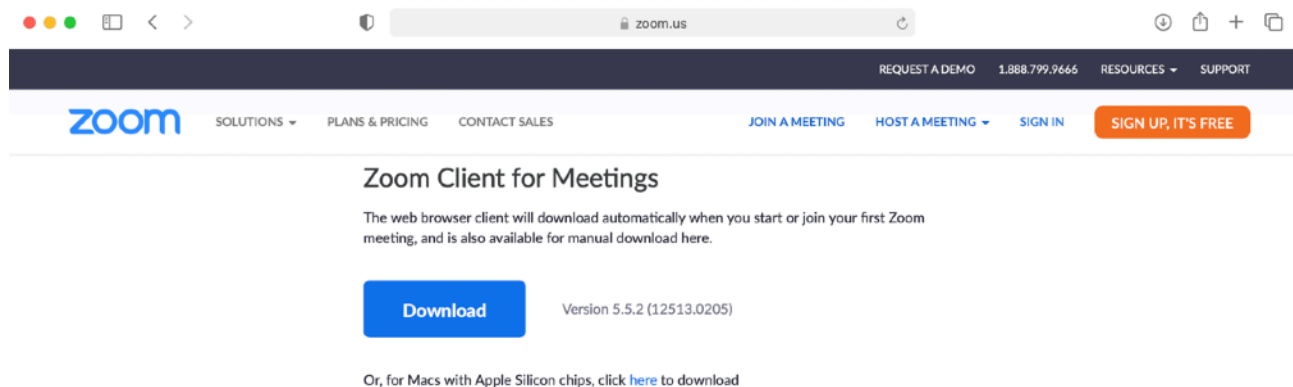 zoom.us
REQUEST A DEMO 1.888.799.9666 RESOURCES SUPPORT
zoom SOLUTIONS PLANS & PRICING CONTACT SALES JOIN A MEETING HOST A MEETING SIGN IN SIGN UP, IT'S FREE
Zoom Client for Meetings
The web browser client will download automatically when you start or join your first Zoom
meeting, and is also available for manual download here.
Download Version 5.5.2 (12513.0205)
Or, for Macs with Apple Silicon chips, click here to download